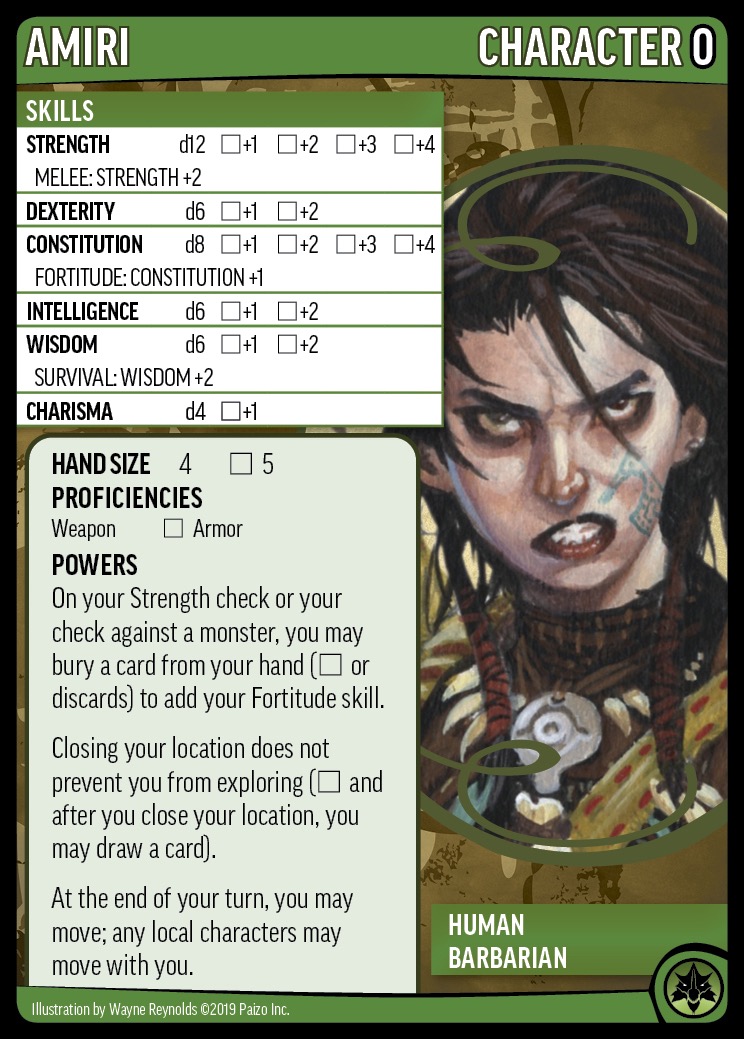 AMIRI CHARACTER 0
SKILLS
STRENGTH d12 ☐+1 ☐+2 ☐+3 ☐+4
MELEE: STRENGTH +2
DEXTERITY d6 ☐+1 ☐+2
CONSTITUTION d8 ☐+1 ☐+2 ☐+3 ☐+4
FORTITUDE: CONSTITUTION +1
INTELLIGENCE d6 ☐+1 ☐+2
WISDOM d6 ☐+1 ☐+2
SURVIVAL: WISDOM +2
CHARISMA d4 ☐+1
HAND SIZE 4 ☐ 5
PROFICIENCIES
Weapon ☐ Armor
POWERS
On your Strength check or your
check against a monster, you may
bury a card from your hand (☐ or
discards) to add your Fortitude skill.
Closing your location does not
prevent you from exploring (☐ and
after you close your location, you
may draw a card).
At the end of your turn, you may
move; any local characters may
move with you.
HUMAN
BARBARIAN
Illustration by Wayne Reynolds ©2019 Paizo Inc.